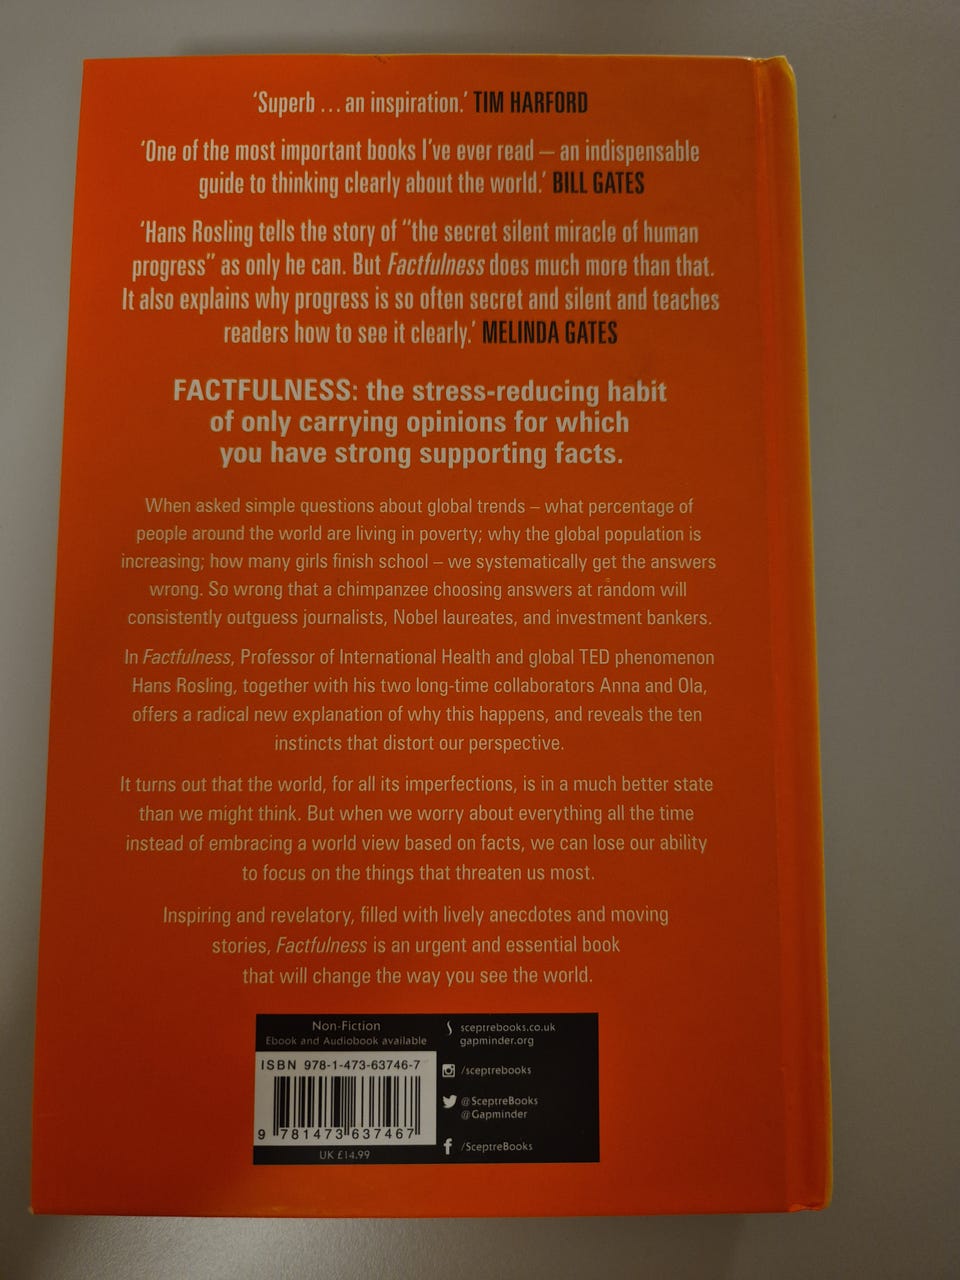 ‘Superb ... an inspiration.’ TIM HARFORD
‘One of the most important books I’ve ever read – an indispensable
guide to thinking clearly about the world.’ BILL GATES
‘Hans Rosling tells the story of “the secret silent miracle of human
progress” as only he can. But Factfulness does much more than that.
It also explains why progress is so often secret and silent and teaches
readers how to see it clearly.’ MELINDA GATES
FACTFULNESS: the stress-reducing habit
of only carrying opinions for which
you have strong supporting facts.
When asked simple questions about global trends – what percentage of
people around the world are living in poverty; why the global population is
increasing; how many girls finish school – we systematically get the answers
wrong. So wrong that a chimpanzee choosing answers at random will
consistently outguess journalists, Nobel laureates, and investment bankers.
In Factfulness, Professor of International Health and global TED phenomenon
Hans Rosling, together with his two long-time collaborators Anna and Ola,
offers a radical new explanation of why this happens, and reveals the ten
instincts that distort our perspective.
It turns out that the world, for all its imperfections, is in a much better state
than we might think. But when we worry about everything all the time
instead of embracing a world view based on facts, we can lose our ability
to focus on the things that threaten us most.
Inspiring and revelatory, filled with lively anecdotes and moving
stories, Factfulness is an urgent and essential book
that will change the way you see the world.
Non-Fiction
Ebook and Audiobook available
ISBN 978-1-473-63746-7
9 781473 637467
UK £14.99
sceptrebooks.co.uk
gapminder.org
/sceptrebooks
@SceptreBooks
@Gapminder
/SceptreBooks